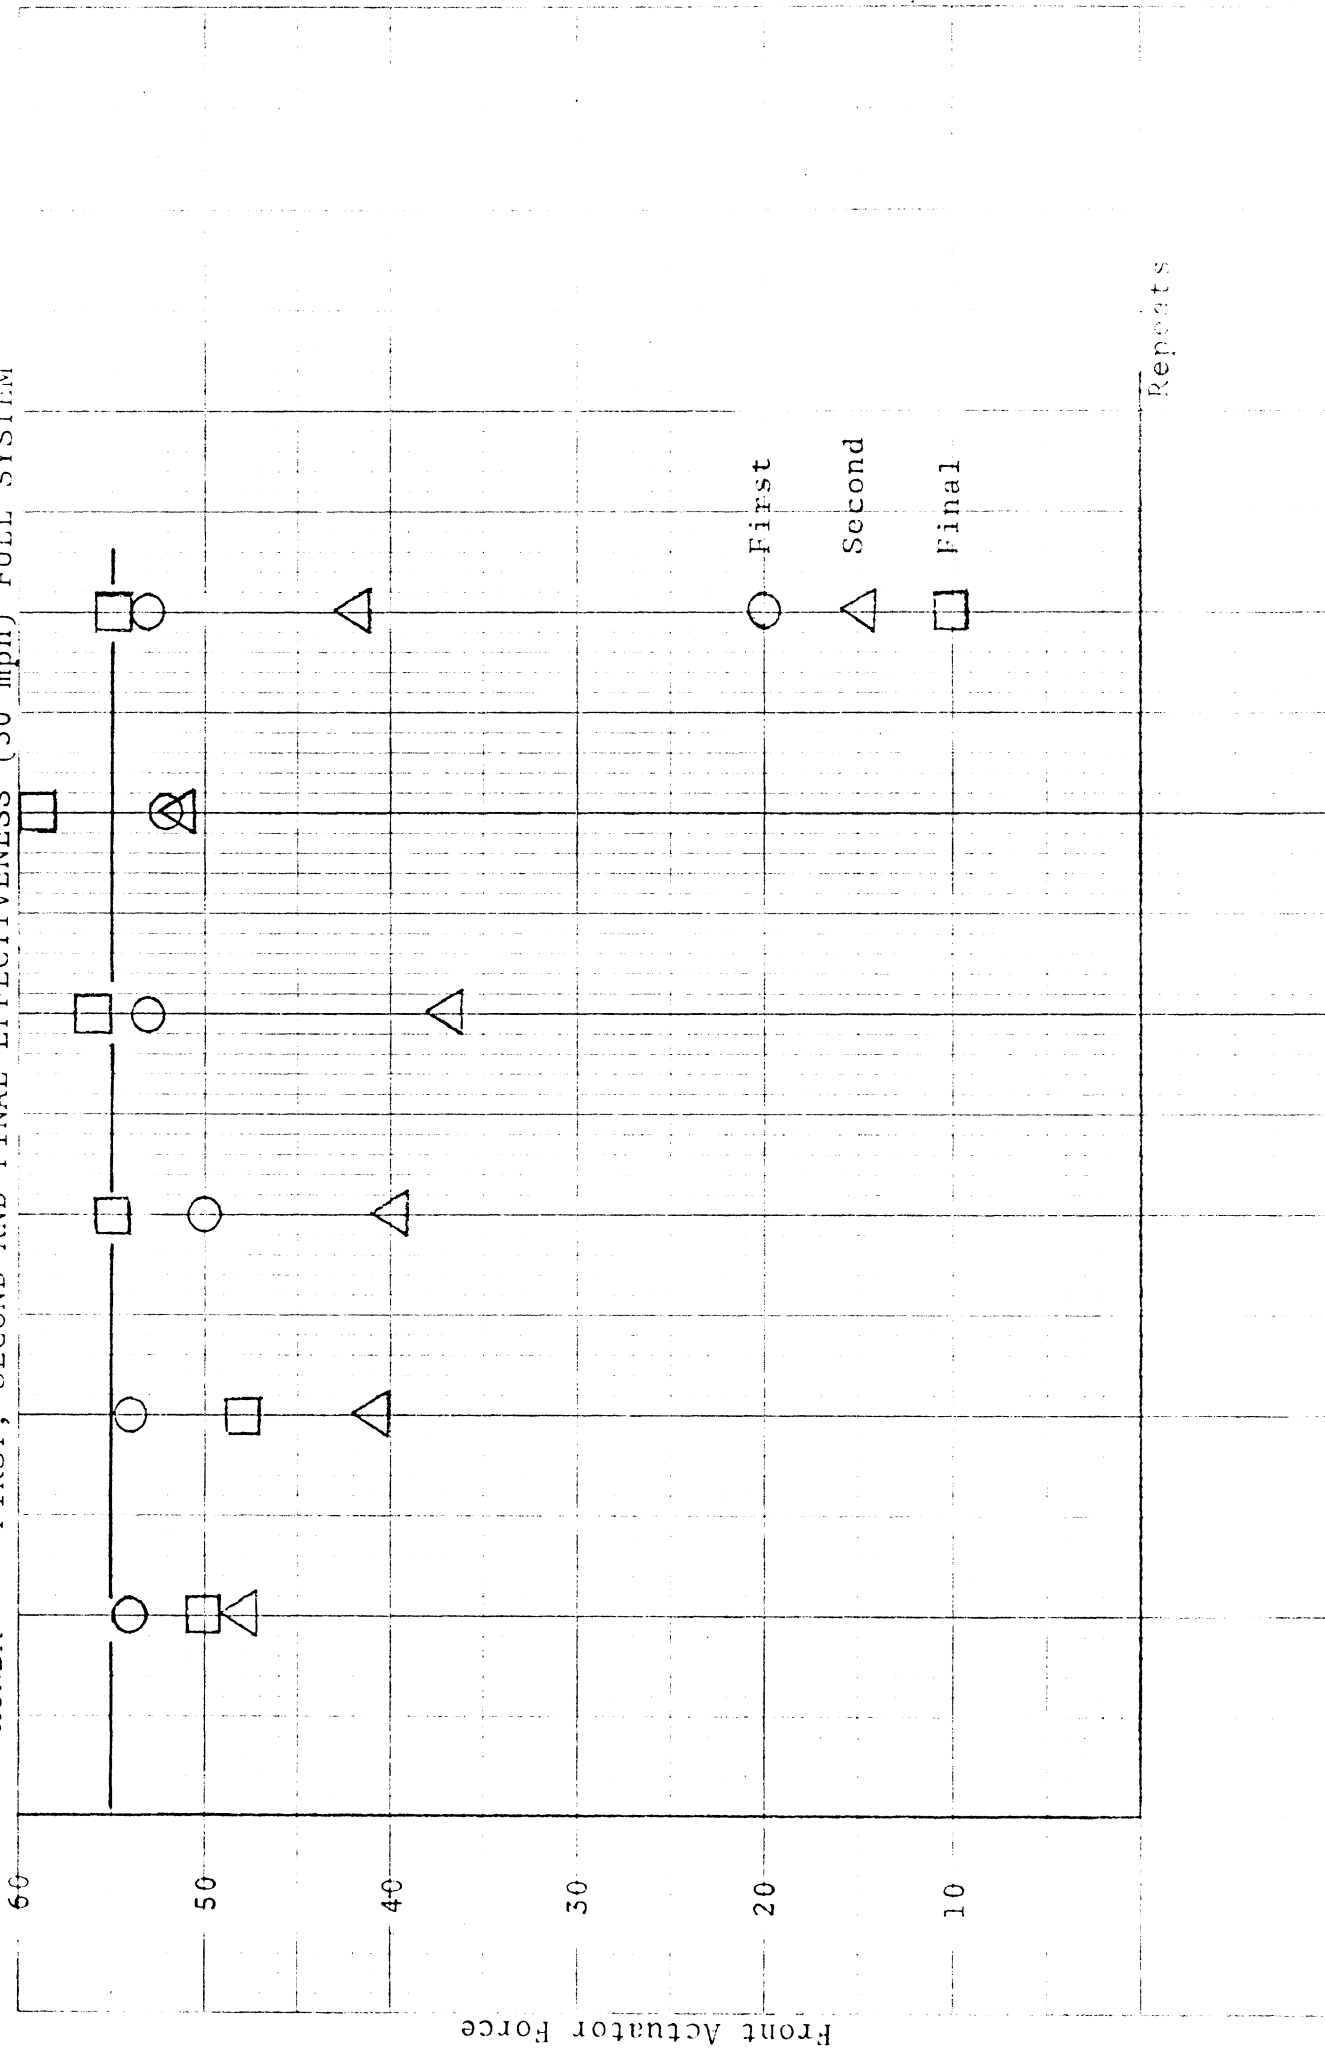 FIRST, SECOND AND FINAL EFFECTIVENESS (30 mph) FULL SYSTEM
Front Actuator Force
60
50
40
30
20
10
First
Second
Final
Repeats